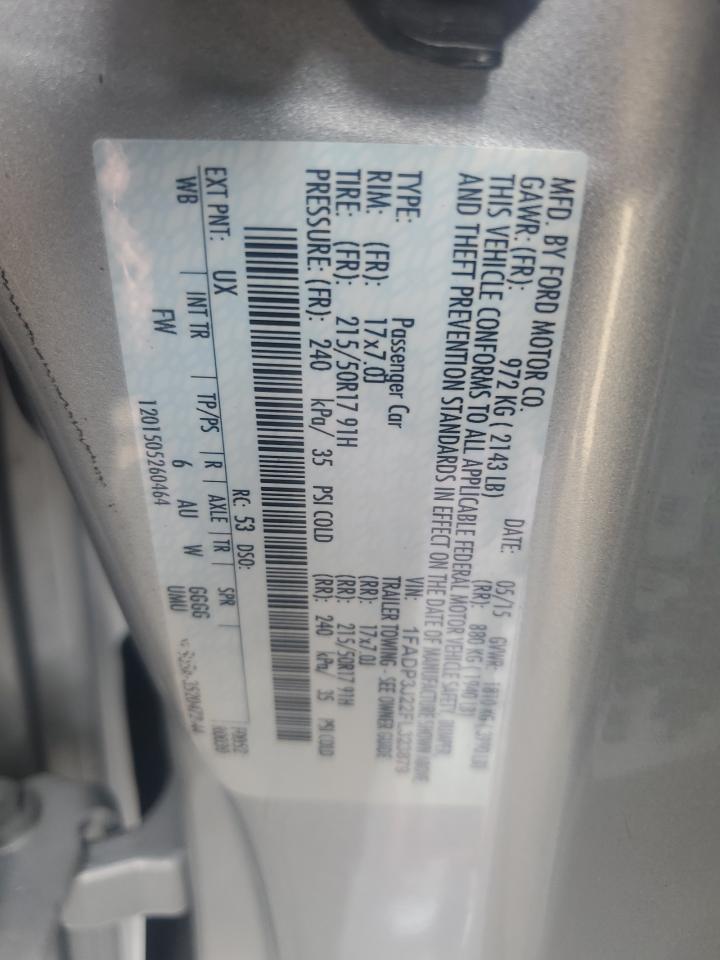 MFD. BY FORD MOTOR CO.
DATE: 05/15 GVWR:
GAWR: (FR): 972 KG ( 2143 LB) (RR): 880 KG ( 1940 LB)
THIS VEHICLE CONFORMS TO ALL APPLICABLE FEDERAL MOTOR VEHICLE SAFETY, BUMPER,
AND THEFT PREVENTION STANDARDS IN EFFECT ON THE DATE OF MANUFACTURE SHOWN ABOVE
VIN:
TYPE: Passenger Car TRAILER TOWING - SEE OWNER GUIDE
RIM: (FR): 17x7.0J (RR): 17x7.0J
TIRE: (FR): 215/50R17 91H (RR): 215/50R17 91H
PRESSURE: (FR): 240 kPa/ 35 PSI COLD (RR): 240 kPa/ 35 PSI COLD
RC: 53 DSO:
EXT PNT: UX
WB | INT TR | TP/PS | R | AXLE | TR | SPR
FW 6 AU W GGGG
UMU
1201505260464